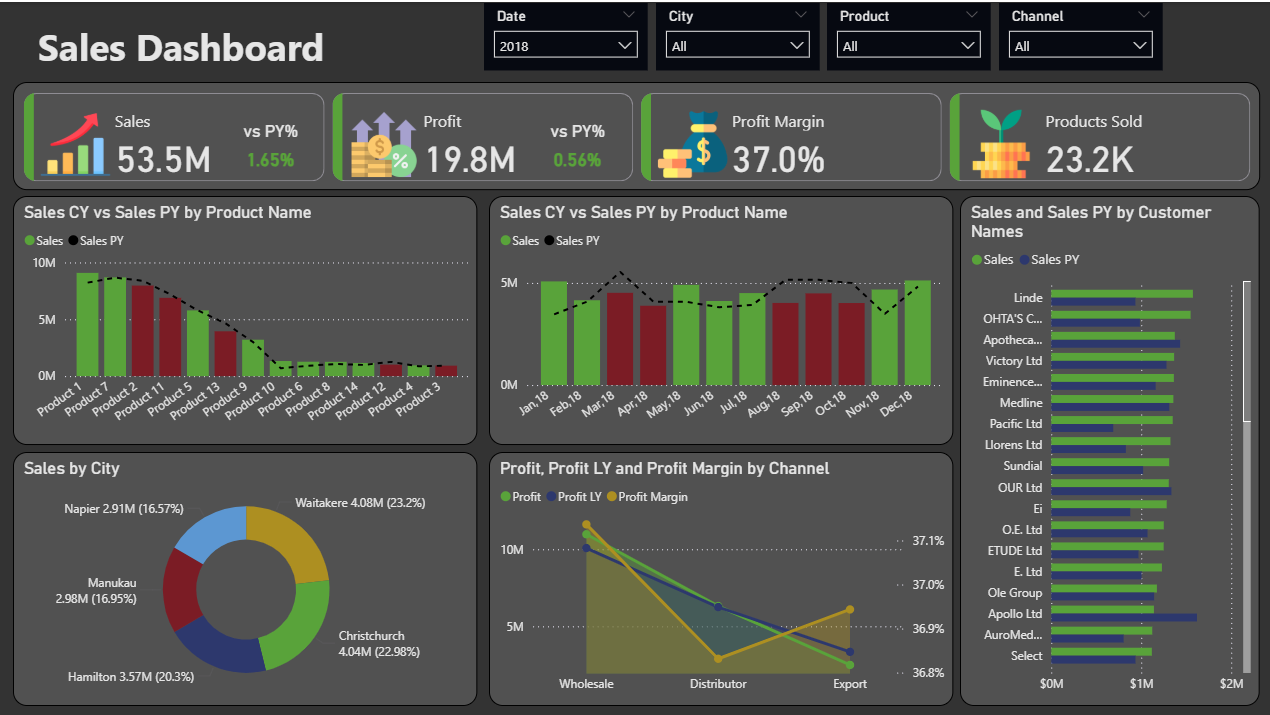 Sales Dashboard
Date
2018
City
All
Product
All
Channel
All
Sales
53.5M
vs PY%
1.65%
Profit
19.8M
vs PY%
0.56%
Profit Margin
37.0%
Products Sold
23.2K
Sales CY vs Sales PY by Product Name
Sales Sales PY
10M
5M
0M
Product 1
Product 7
Product 2
Product 11
Product 5
Product 13
Product 9
Product 10
Product 6
Product 8
Product 14
Product 12
Product 4
Product 3
Sales CY vs Sales PY by Product Name
Sales Sales PY
5M
0M
Jan,18
Feb,18
Mar,18
Apr,18
May,18
Jun,18
Jul,18
Aug,18
Sep,18
Oct,18
Nov,18
Dec,18
Sales and Sales PY by Customer
Names
Sales Sales PY
Linde
OHTA'S C...
Apotheca...
Victory Ltd
Eminence...
Medline
Pacific Ltd
Llorens Ltd
Sundial
OUR Ltd
Ei
O.E. Ltd
ETUDE Ltd
E. Ltd
Ole Group
Apollo Ltd
AuroMed...
Select
$0M
$1M
$2M
Sales by City
Waitakere 4.08M (23.2%)
Christchurch
4.04M (22.98%)
Hamilton 3.57M (20.3%)
Manukau
2.98M (16.95%)
Napier 2.91M (16.57%)
Profit, Profit LY and Profit Margin by Channel
Profit Profit LY Profit Margin
10M
5M
37.1%
37.0%
36.9%
36.8%
Wholesale
Distributor
Export